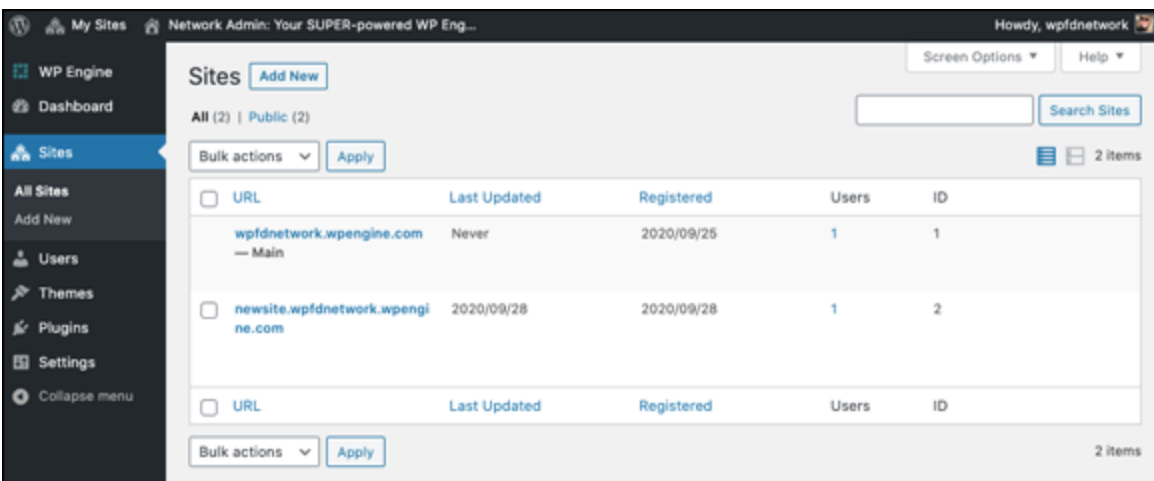 My Sites Network Admin: Your SUPER-powered WP Eng... Howdy, wpfdnetwork
WP Engine
Dashboard
Sites
All Sites
Add New
Users
Themes
Plugins
Settings
Collapse menu
Screen Options Help
Sites Add New
All (2) | Public (2)
Search Sites
Bulk actions Apply
2 items
URL Last Updated Registered Users ID
wpfdnetwork.wpengine.com Never 2020/09/25 1 1
— Main
newsite.wpfdnetwork.wpengi 2020/09/28 2020/09/28 1 2
ne.com
URL Last Updated Registered Users ID
Bulk actions Apply
2 items